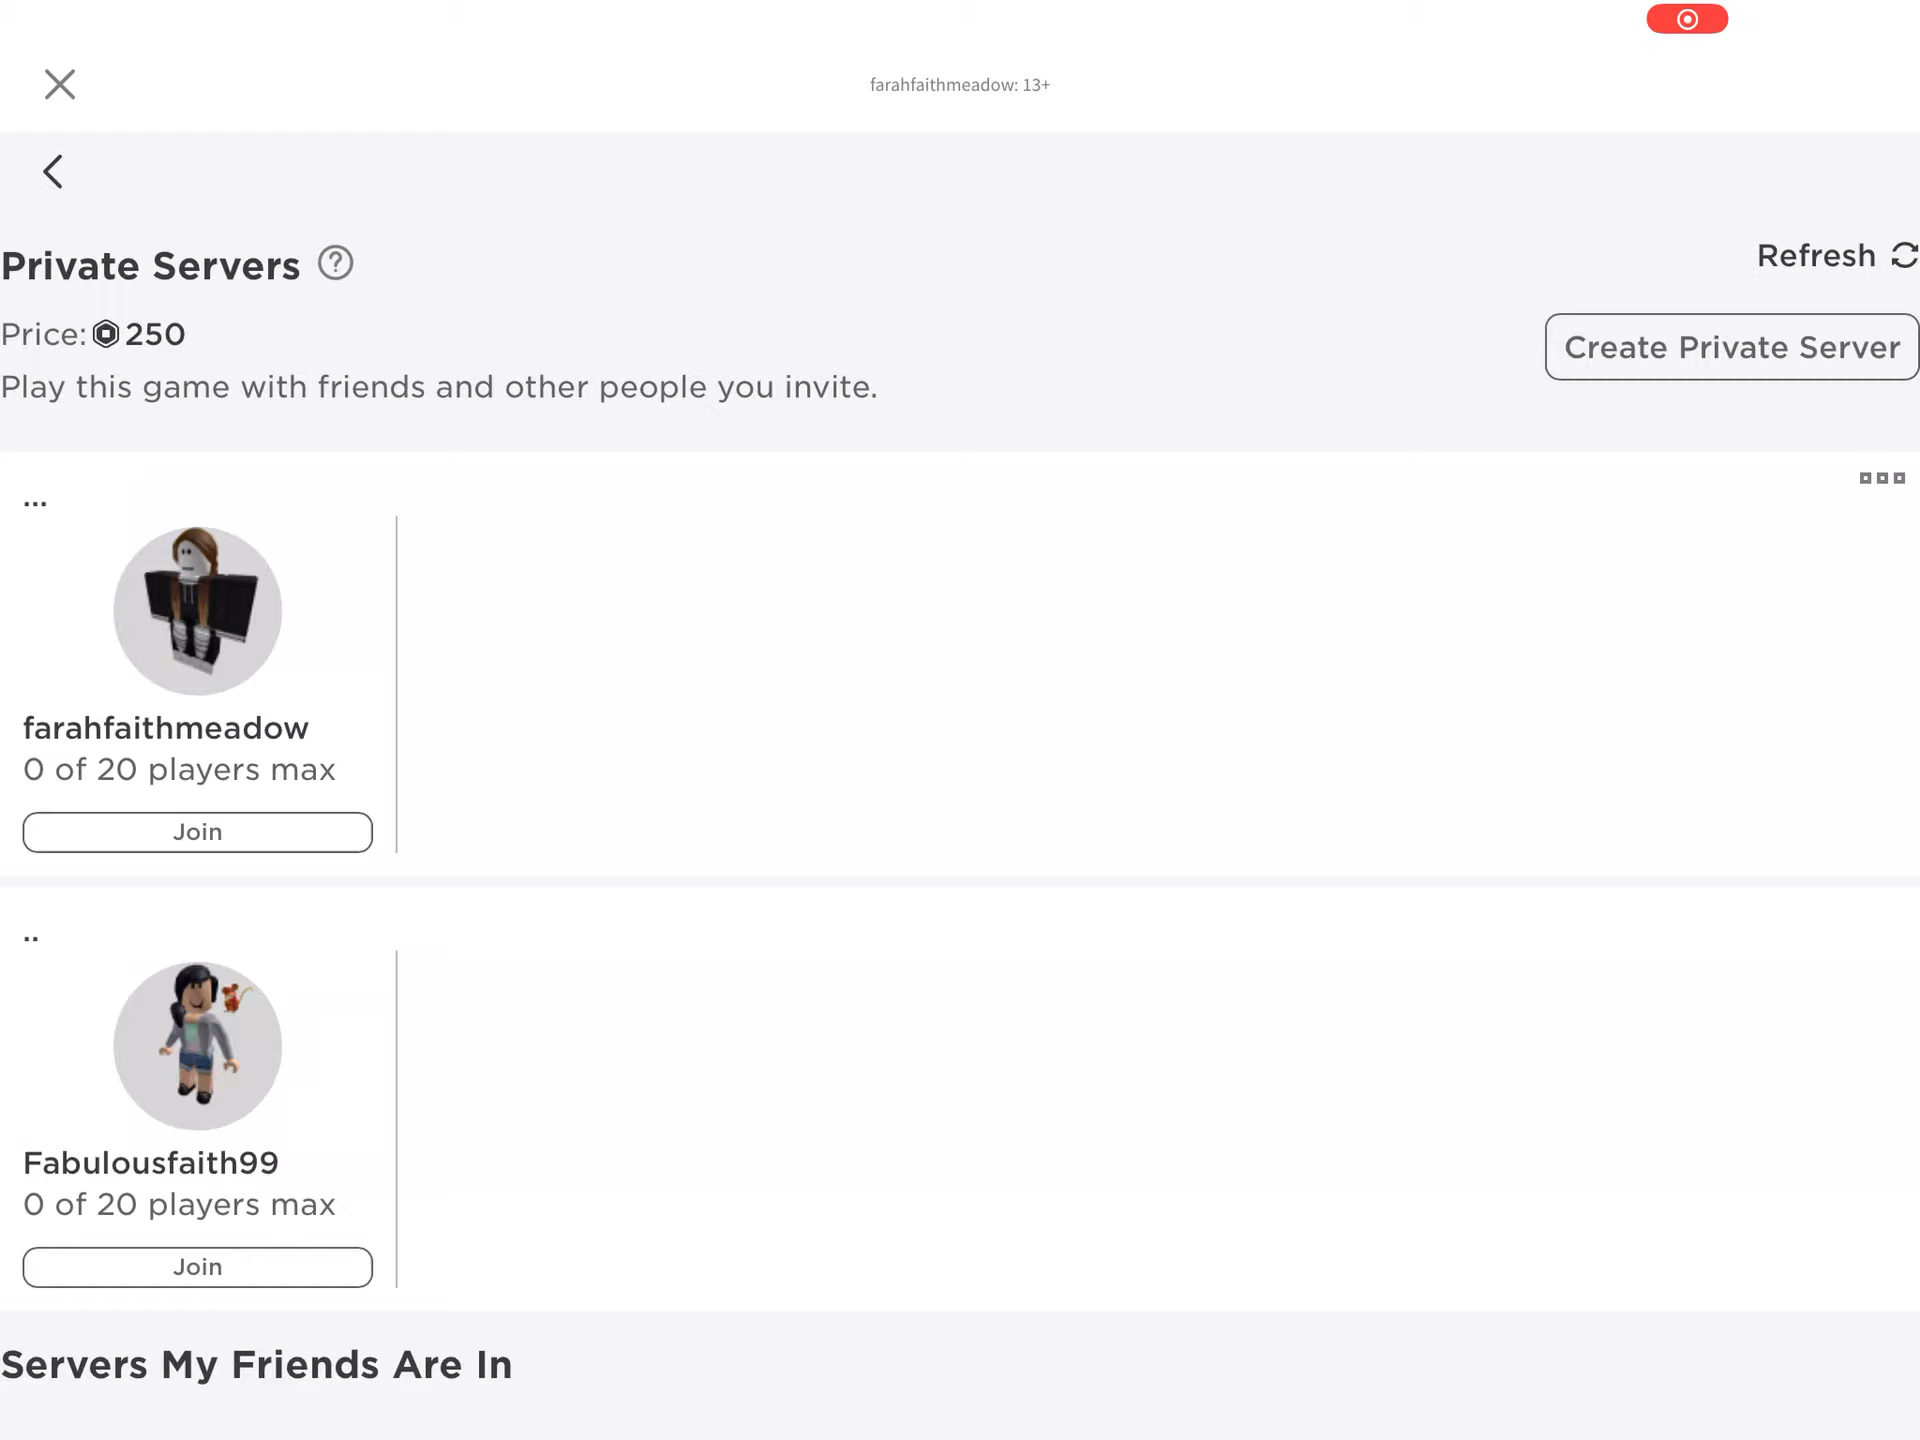 farahfaithmeadow: 13+
Private Servers ?
Refresh
Price: 250
Create Private Server
Play this game with friends and other people you invite.
...
farahfaithmeadow
0 of 20 players max
Join
..
Fabulousfaith99
0 of 20 players max
Join
Servers My Friends Are In